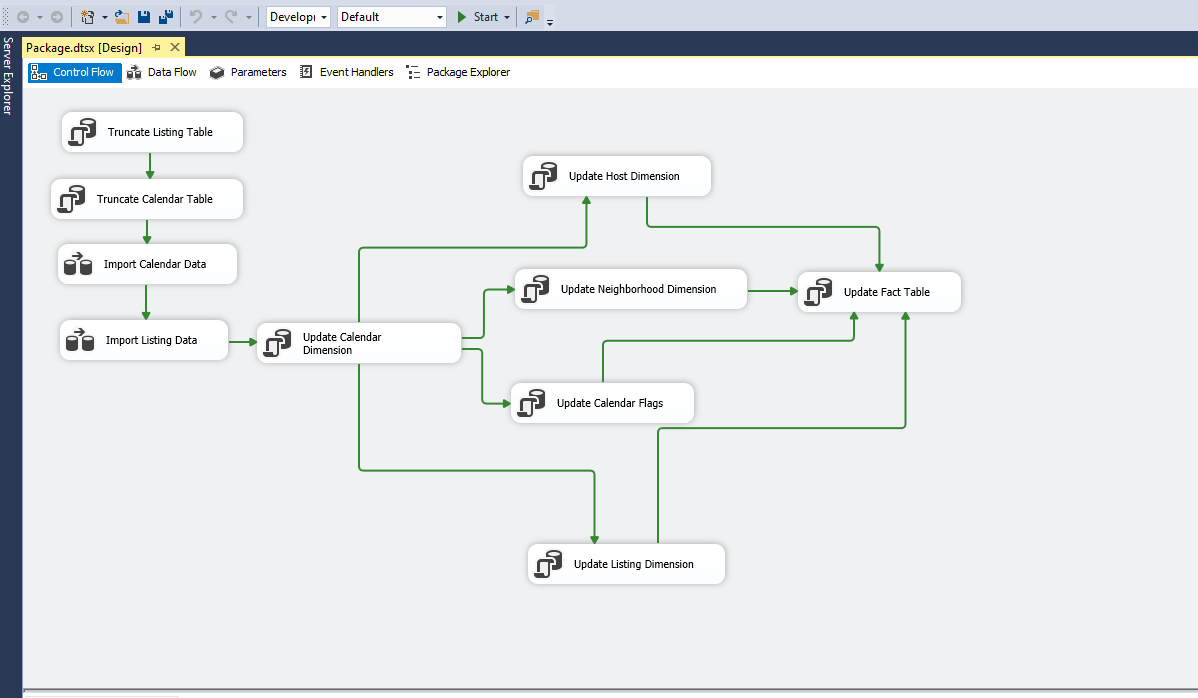 Develop
Default
Start
Server Explorer
Package.dtsx [Design]
Control Flow
Data Flow
Parameters
Event Handlers
Package Explorer
Truncate Listing Table
Truncate Calendar Table
Import Calendar Data
Import Listing Data
Update Calendar
Dimension
Update Host Dimension
Update Neighborhood Dimension
Update Calendar Flags
Update Listing Dimension
Update Fact Table